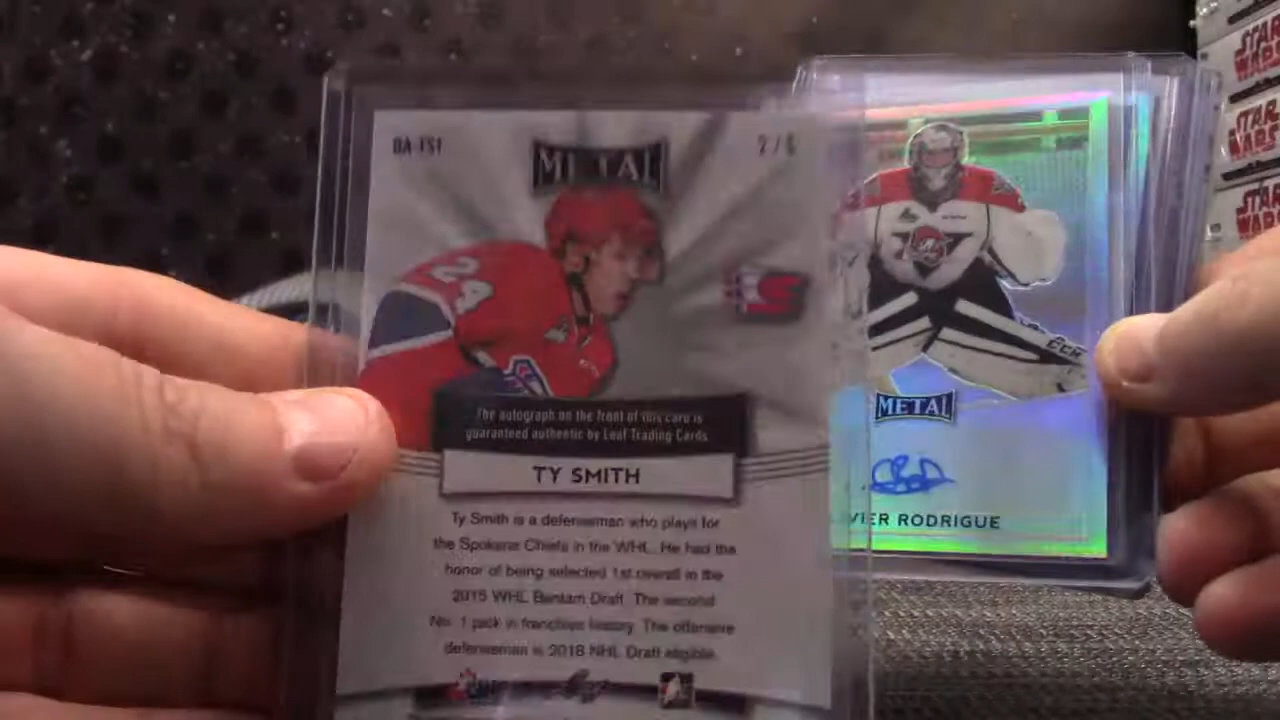 BA-TS1
METAL
2/5
24
The autograph on the front of this card is
guaranteed authentic by Leaf Trading Cards
TY SMITH
Ty Smith is a defenseman who plays for
the Spokane Chiefs in the WHL. He had the
honor of being selected 1st overall in the
2015 WHL Bantam Draft. The second
No. 1 pick in franchise history. The offensive
defenseman is 2018 NHL Draft eligible.
CCM
METAL
VIER RODRIGUE
STAR
WARS
STAR
WARS
STAR
WARS